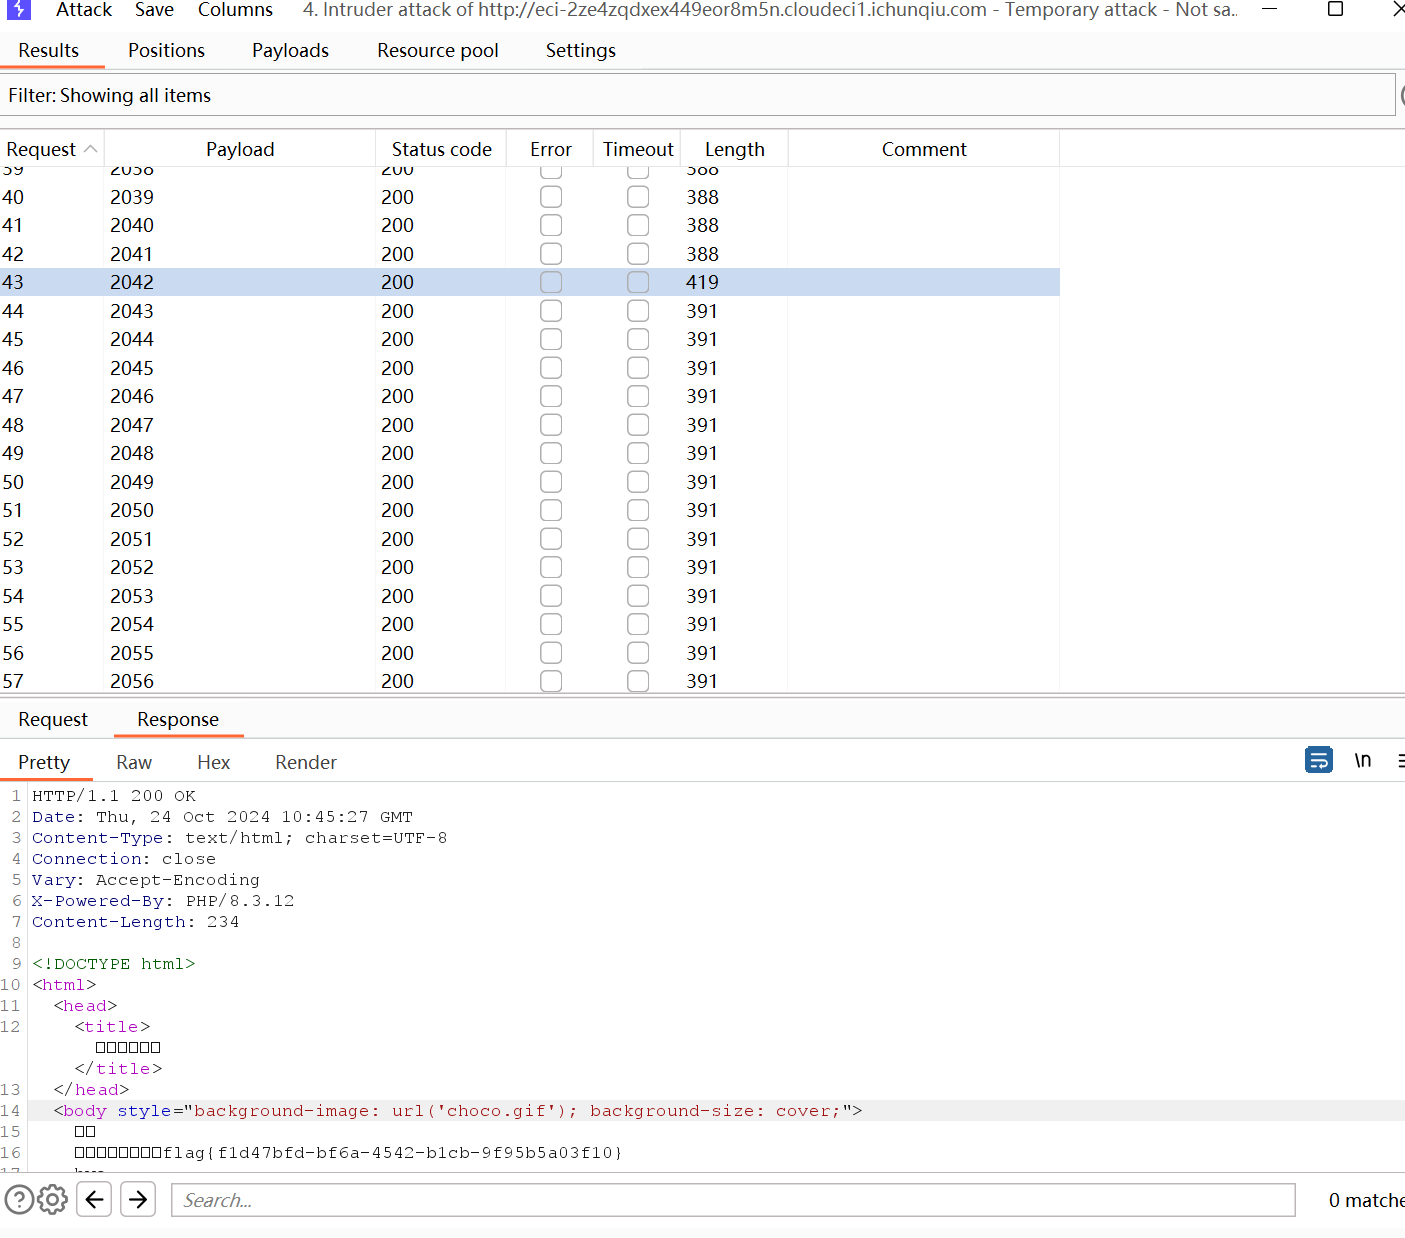 Attack Save Columns 4. Intruder attack of http://eci-2ze4zqdxex449eor8m5n.cloudeci1.ichunqiu.com - Temporary attack - Not sa..
Results Positions Payloads Resource pool Settings
Filter: Showing all items
Request Payload Status code Error Timeout Length Comment
39 2038 200 388
40 2039 200 388
41 2040 200 388
42 2041 200 388
43 2042 200 419
44 2043 200 391
45 2044 200 391
46 2045 200 391
47 2046 200 391
48 2047 200 391
49 2048 200 391
50 2049 200 391
51 2050 200 391
52 2051 200 391
53 2052 200 391
54 2053 200 391
55 2054 200 391
56 2055 200 391
57 2056 200 391
Request Response
Pretty Raw Hex Render \n
1 HTTP/1.1 200 OK
2 Date: Thu, 24 Oct 2024 10:45:27 GMT
3 Content-Type: text/html; charset=UTF-8
4 Connection: close
5 Vary: Accept-Encoding
6 X-Powered-By: PHP/8.3.12
7 Content-Length: 234
8
9 <!DOCTYPE html>
10 <html>
11 <head>
12 <title>
□□□□□□
</title>
13 </head>
14 <body style="background-image: url('choco.gif'); background-size: cover;">
15 □□
16 □□□□□□□□flag{f1d47bfd-bf6a-4542-b1cb-9f95b5a03f10}
17
Search...
0 matche